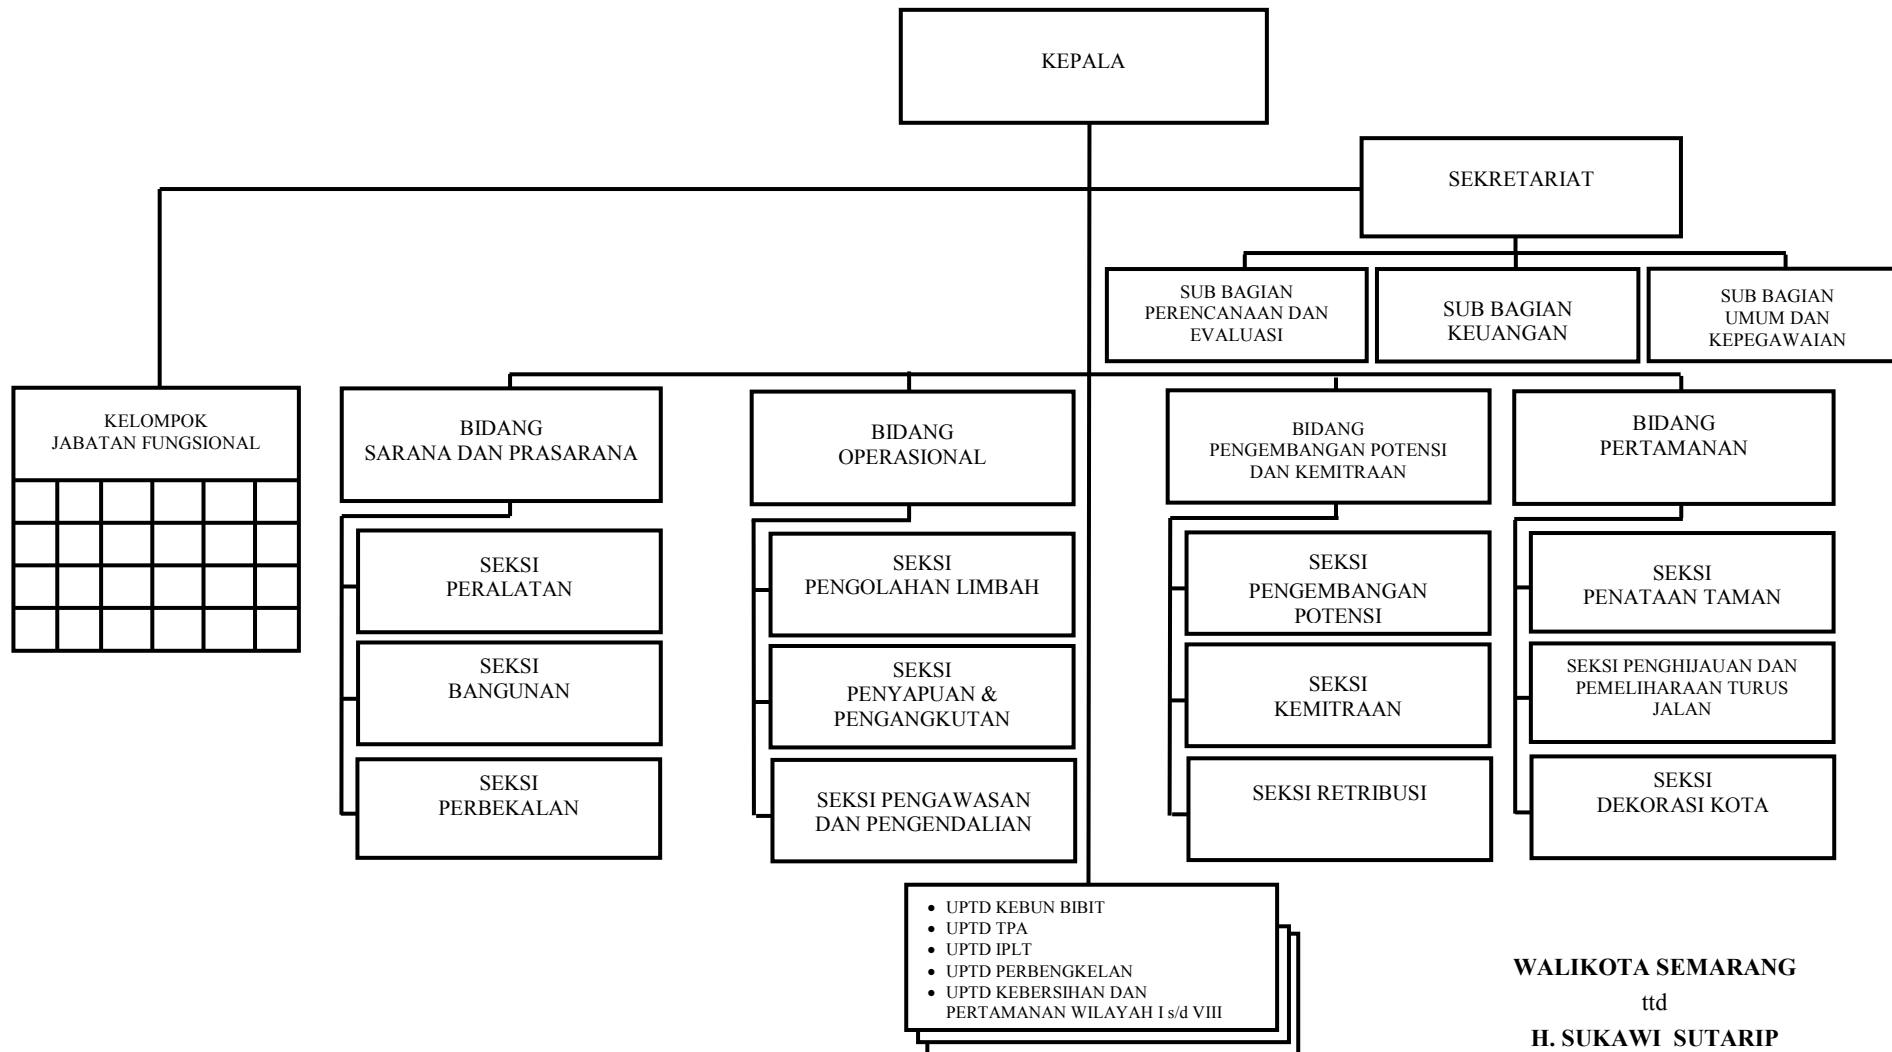 KEPALA
SEKRETARIAT
SUB BAGIAN
PERENCANAAN DAN
EVALUASI
SUB BAGIAN
KEUANGAN
SUB BAGIAN
UMUM DAN
KEPEGAWAIAN
KELOMPOK
JABATAN FUNGSIONAL
BIDANG
SARANA DAN PRASARANA
SEKSI
PERALATAN
SEKSI
BANGUNAN
SEKSI
PERBEKALAN
BIDANG
OPERASIONAL
SEKSI
PENGOLAHAN LIMBAH
SEKSI
PENYAPUAN &
PENGANGKUTAN
SEKSI PENGAWASAN
DAN PENGENDALIAN
BIDANG
PENGEMBANGAN POTENSI
DAN KEMITRAAN
SEKSI
PENGEMBANGAN
POTENSI
SEKSI
KEMITRAAN
SEKSI RETRIBUSI
BIDANG
PERTAMANAN
SEKSI
PENATAAN TAMAN
SEKSI PENGHIJAUAN DAN
PEMELIHARAAN TURUS
JALAN
SEKSI
DEKORASI KOTA
• UPTD KEBUN BIBIT
• UPTD TPA
• UPTD IPLT
• UPTD PERBENGKELAN
• UPTD KEBERSIHAN DAN
PERTAMANAN WILAYAH I s/d VIII
WALIKOTA SEMARANG
ttd
H. SUKAWI SUTARIP